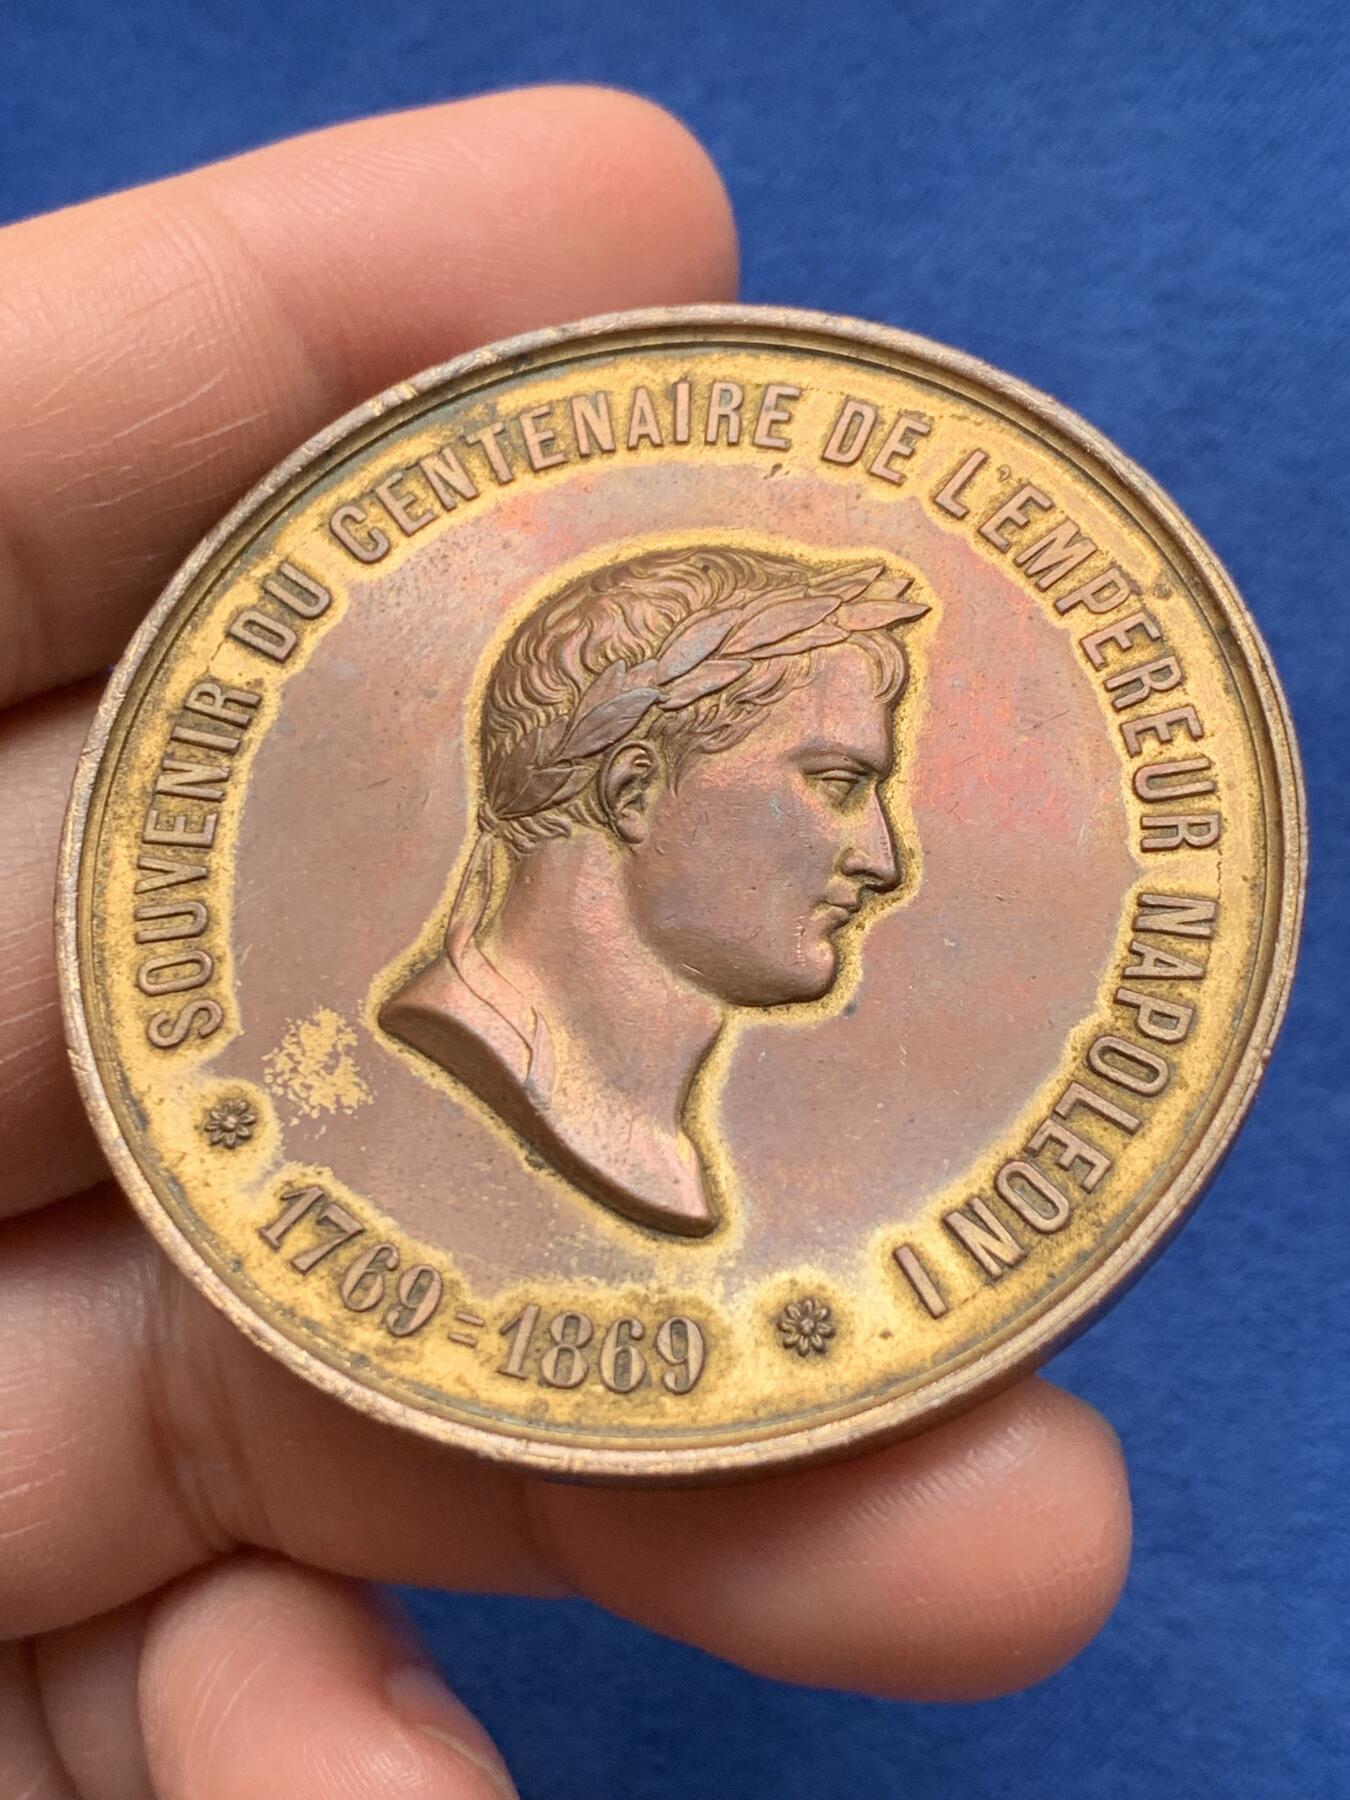 SOUVENIR DU CENTENAIRE DE L'EMPEREUR NAPOLEON I
1769=1869